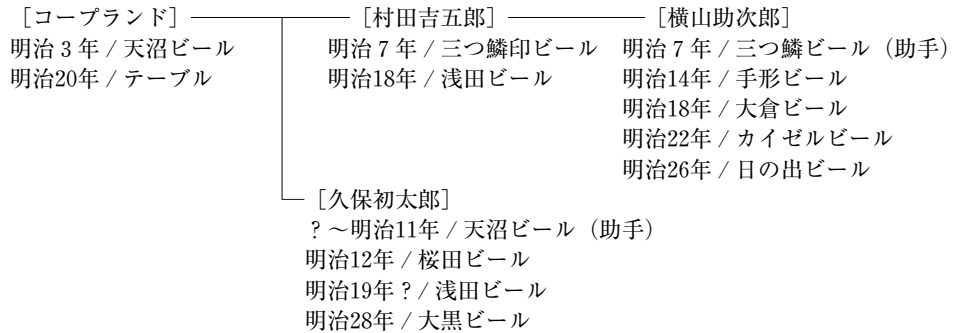 ［コープランド］
明治３年 / 天沼ビール
明治20年 / テーブル
［村田吉五郎］
明治７年 / 三つ鱗印ビール
明治18年 / 浅田ビール
［横山助次郎］
明治７年 / 三つ鱗ビール（助手）
明治14年 / 手形ビール
明治18年 / 大倉ビール
明治22年 / カイゼルビール
明治26年 / 日の出ビール
［久保初太郎］
？～明治11年 / 天沼ビール（助手）
明治12年 / 桜田ビール
明治19年？/ 浅田ビール
明治28年 / 大黒ビール